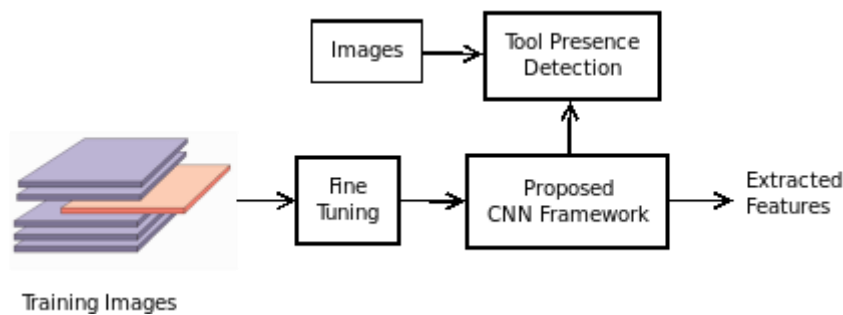 Images
Tool Presence
Detection
Fine
Tuning
Proposed
CNN Framework
Extracted
Features
Training Images